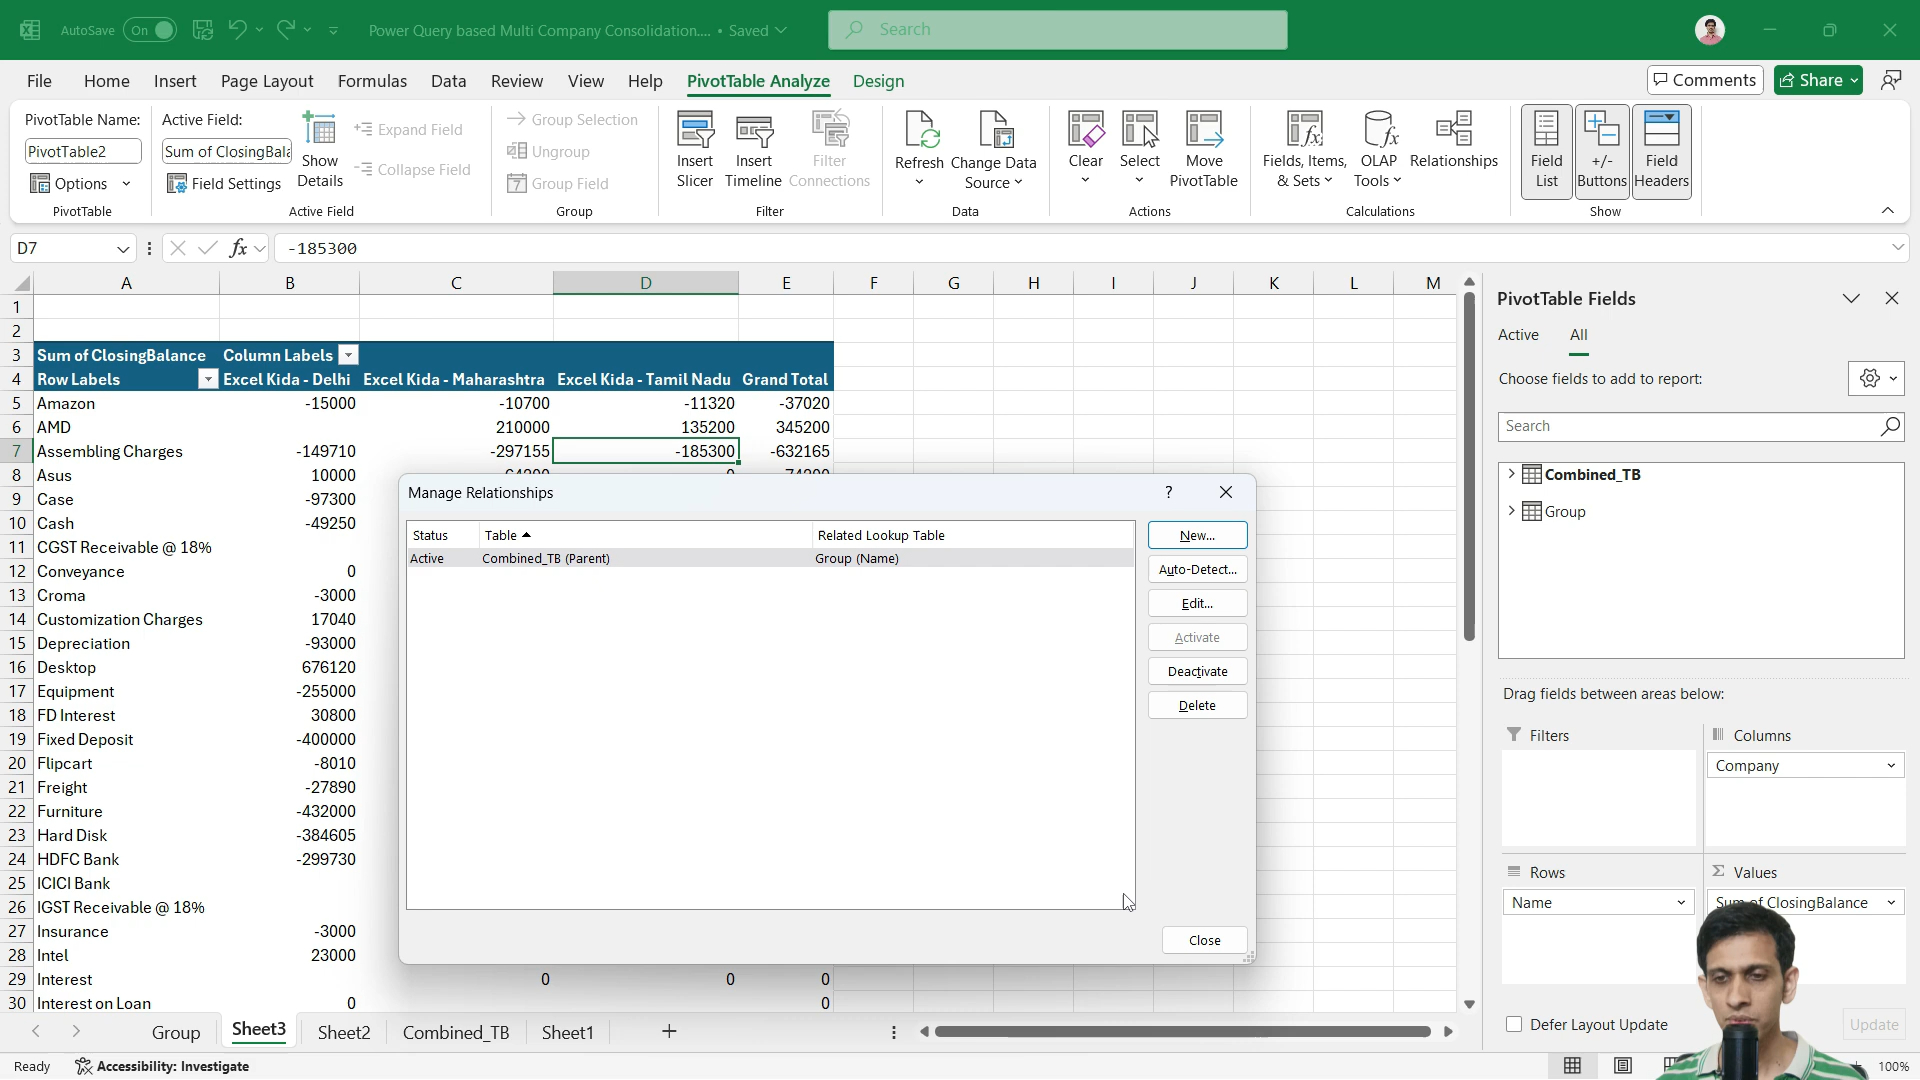 AutoSave On Power Query based Multi Company Consolidation.... • Saved Search
File Home Insert Page Layout Formulas Data Review View Help PivotTable Analyze Design Comments Share
PivotTable Name: Active Field:
PivotTable2 Sum of ClosingBala
Options Field Settings
Show Details
Expand Field
Collapse Field
Group Selection
Ungroup
Group Field
Insert Slicer
Insert Timeline
Filter Connections
Refresh
Change Data Source
Clear
Select
Move PivotTable
Fields, Items, & Sets
OLAP Tools
Relationships
Field List
+/- Buttons
Field Headers
PivotTable Active Field Group Filter Data Actions Calculations Show
D7 fx -185300
A B C D E F G H I J K L M
1
2
3 Sum of ClosingBalance Column Labels
4 Row Labels Excel Kida - Delhi Excel Kida - Maharashtra Excel Kida - Tamil Nadu Grand Total
5 Amazon -15000 -10700 -11320 -37020
6 AMD 210000 135200 345200
7 Assembling Charges -149710 -297155 -185300 -632165
8 Asus 10000
9 Case -97300
10 Cash -49250
11 CGST Receivable @ 18%
12 Conveyance 0
13 Croma -3000
14 Customization Charges 17040
15 Depreciation -93000
16 Desktop 676120
17 Equipment -255000
18 FD Interest 30800
19 Fixed Deposit -400000
20 Flipcart -8010
21 Freight -27890
22 Furniture -432000
23 Hard Disk -384605
24 HDFC Bank -299730
25 ICICI Bank
26 IGST Receivable @ 18%
27 Insurance -3000
28 Intel 23000
29 Interest 0 0 0
30 Interest on Loan 0 0
Manage Relationships ?
Status Table Related Lookup Table
Active Combined_TB (Parent) Group (Name)
New...
Auto-Detect...
Edit...
Activate
Deactivate
Delete
Close
PivotTable Fields
Active All
Choose fields to add to report:
Search
Combined_TB
Group
Drag fields between areas below:
Filters Columns
Company
Rows Values
Name Sum of ClosingBalance
Defer Layout Update Update
Group Sheet3 Sheet2 Combined_TB Sheet1 +
Ready Accessibility: Investigate 100%